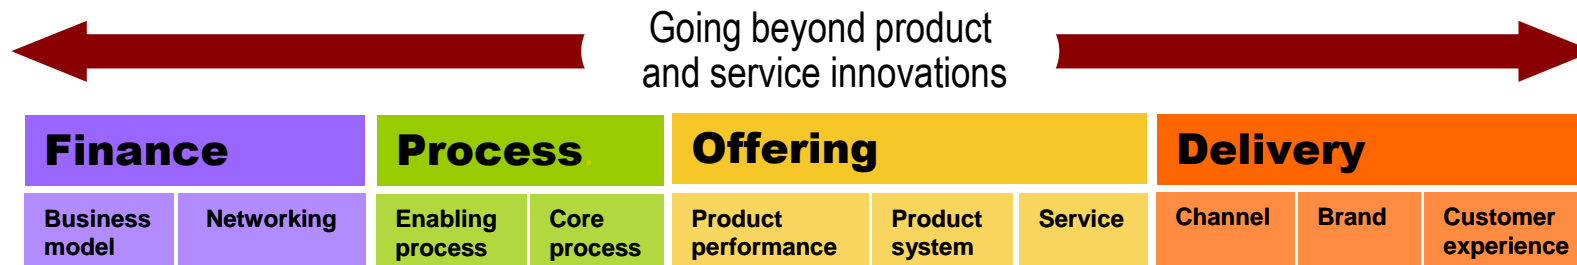 Going beyond product
and service innovations
Finance
Process.
Offering
Delivery
Business
model
Networking
Enabling
process
Core
process
Product
performance
Product
system
Service
Channel
Brand
Customer
experience